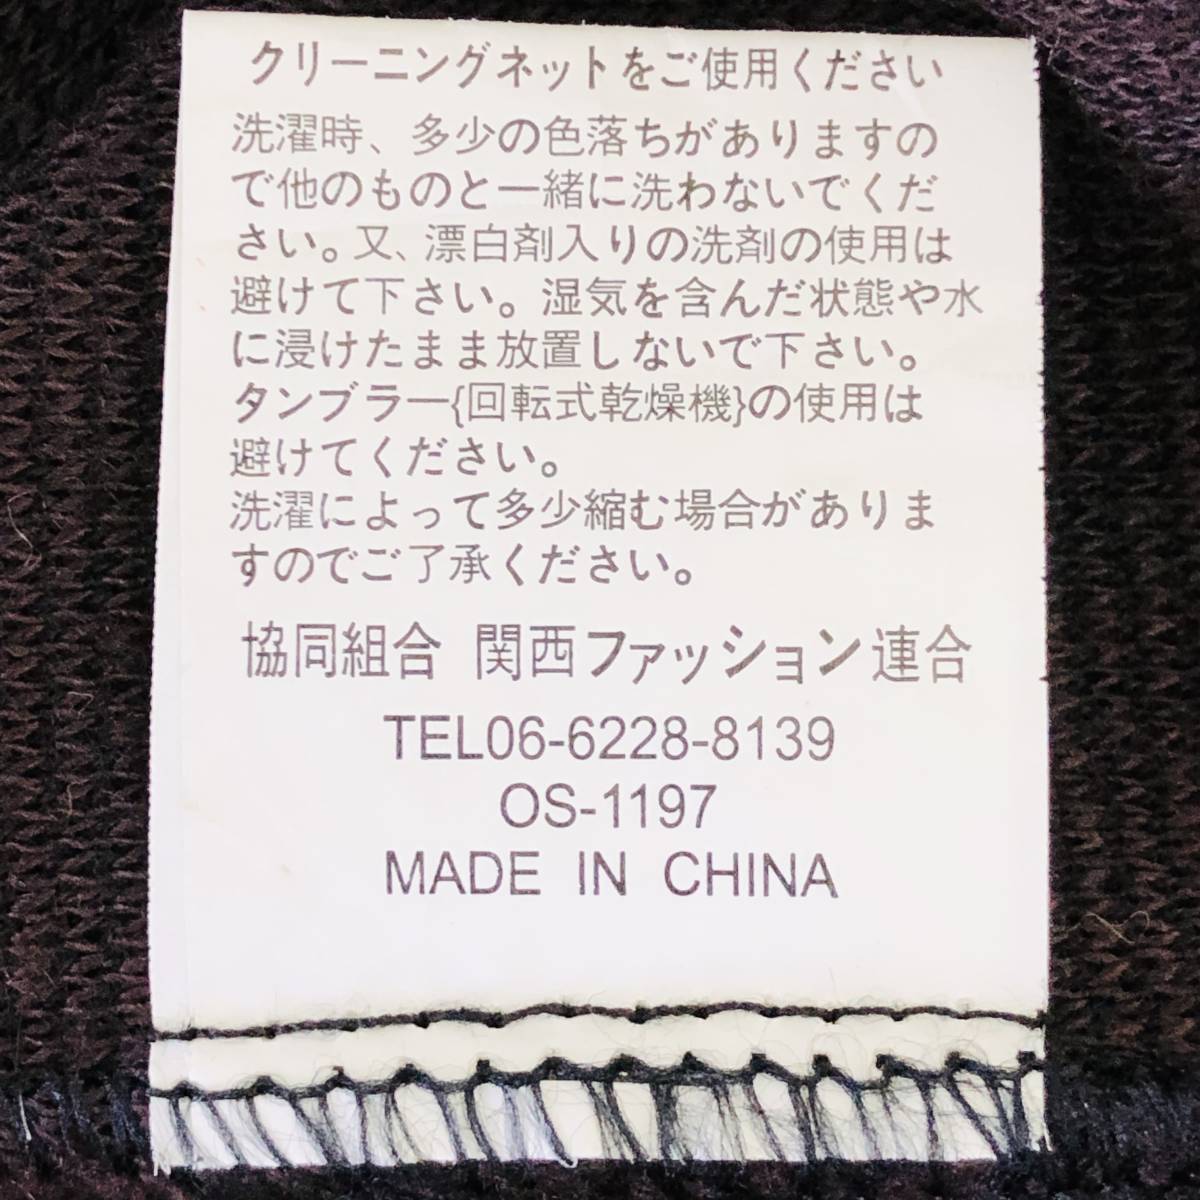 クリーニングネットをご使用ください
洗濯時、多少の色落ちがありますの
で他のものと一緒に洗わないでくだ
さい。又、漂白剤入りの洗剤の使用は
避けて下さい。湿気を含んだ状態や水
に浸けたまま放置しないで下さい。
タンブラー{回転式乾燥機}の使用は
避けてください。
洗濯によって多少縮む場合がありま
すのでご了承ください。
協同組合 関西ファッション連合
TEL06-6228-8139
OS-1197
MADE IN CHINA